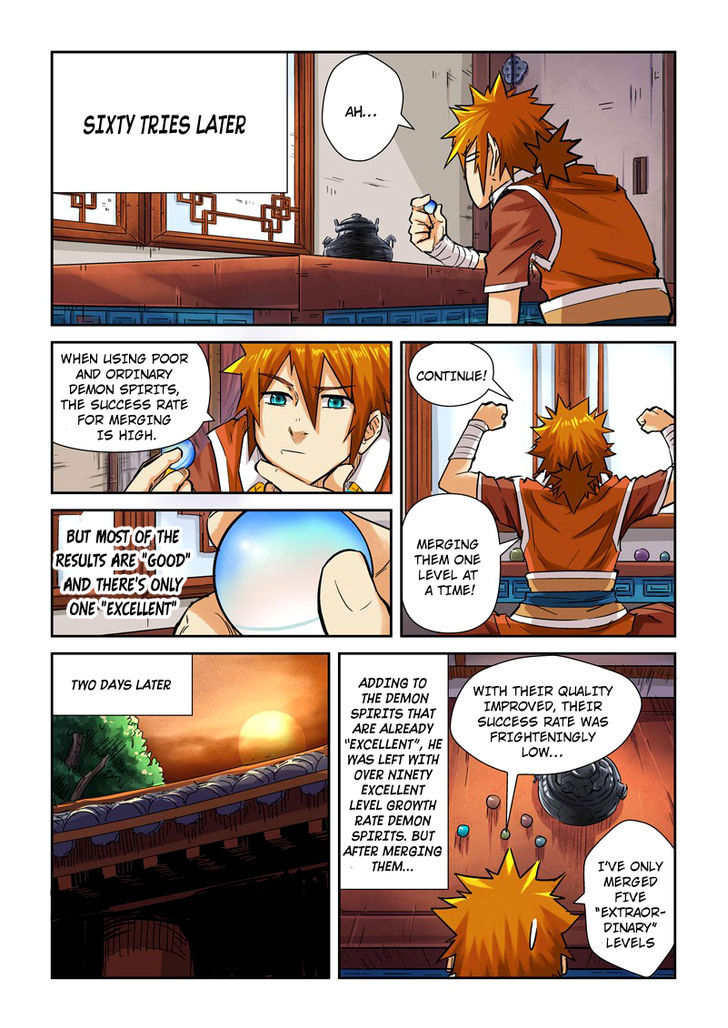 SIXTY TRIES LATER
AH...
WHEN USING POOR
AND ORDINARY
DEMON SPIRITS,
THE SUCCESS RATE
FOR MERGING
IS HIGH.
CONTINUE!
MERGING
THEM ONE
LEVEL AT
A TIME!
BUT MOST OF THE
RESULTS ARE "GOOD"
AND THERE'S ONLY
ONE "EXCELLENT"
TWO DAYS LATER
ADDING TO
THE DEMON
SPIRITS THAT
ARE ALREADY
"EXCELLENT", HE
WAS LEFT WITH
OVER NINETY
EXCELLENT
LEVEL GROWTH
RATE DEMON
SPIRITS. BUT
AFTER MERGING
THEM...
WITH THEIR QUALITY
IMPROVED, THEIR
SUCCESS RATE WAS
FRIGHTENINGLY
LOW...
I'VE ONLY
MERGED
FIVE
"EXTRAOR-
DINARY"
LEVELS